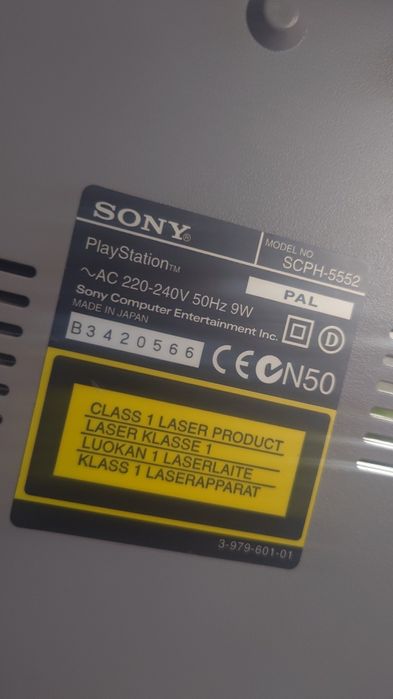 SONY®
MODEL NO
SCPH-5552
PlayStation™
PAL
~AC 220-240V 50Hz 9W
Sony Computer Entertainment Inc.
MADE IN JAPAN
D
B3420566
CE N50
CLASS 1 LASER PRODUCT
LASER KLASSE 1
LUOKAN 1 LASERLAITE
KLASS 1 LASERAPPARAT
3-979-601-01